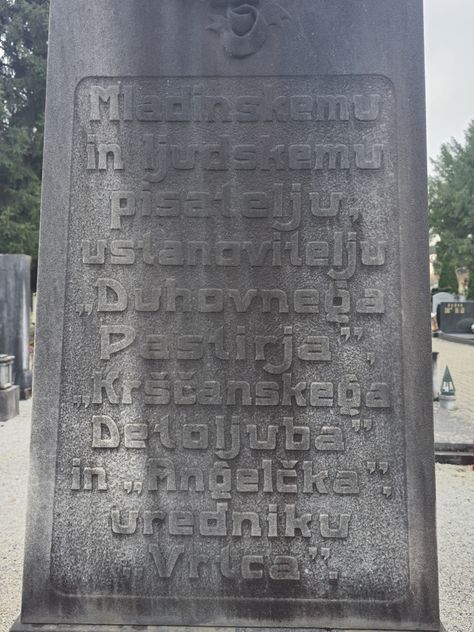 Mladinskemu
in ljudskemu
pisatelju,
ustanovitelju
„Duhovnega
Pastirja”,
„Krščanskega
Detoljuba”
in „Angelčka”,
uredniku
„Vrtca”.